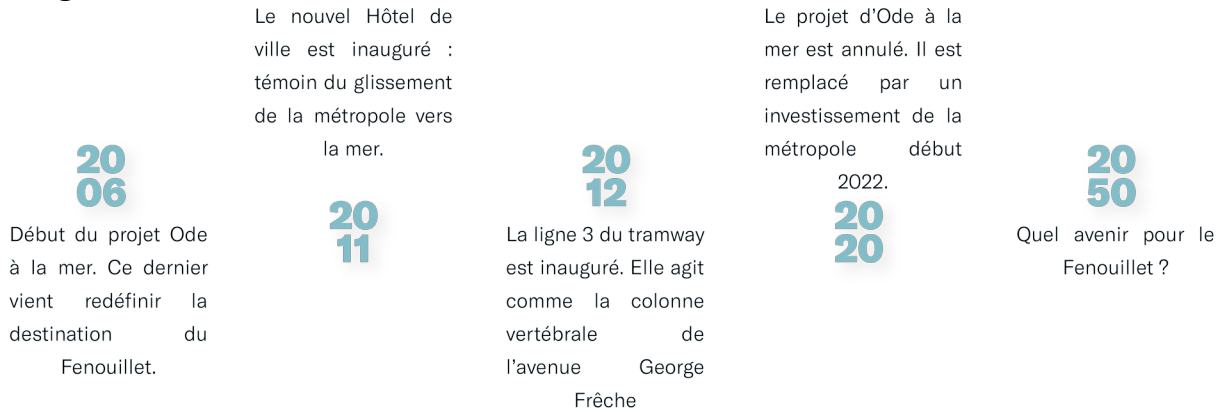 20
06
Début du projet Ode
à la mer. Ce dernier
vient redéfinir la
destination du
Fenouillet.
Le nouvel Hôtel de
ville est inauguré :
témoin du glissement
de la métropole vers
la mer.
20
11
20
12
La ligne 3 du tramway
est inauguré. Elle agit
comme la colonne
vertébrale de
l’avenue George
Frêche
Le projet d’Ode à la
mer est annulé. Il est
remplacé par un
investissement de la
métropole début
2022.
20
20
20
50
Quel avenir pour le
Fenouillet ?